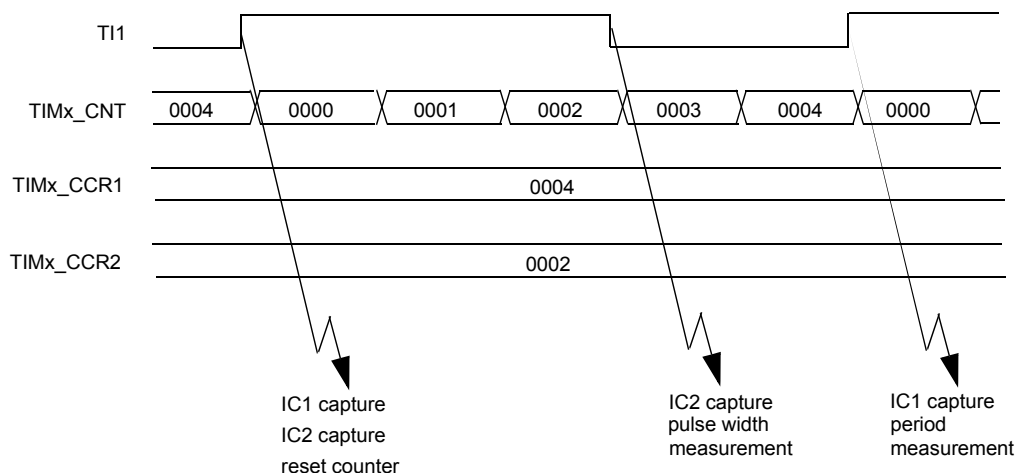 TI1
TIMx_CNT 0004 0000 0001 0002 0003 0004 0000
TIMx_CCR1 0004
TIMx_CCR2 0002
IC1 capture
IC2 capture
reset counter
IC2 capture
pulse width
measurement
IC1 capture
period
measurement